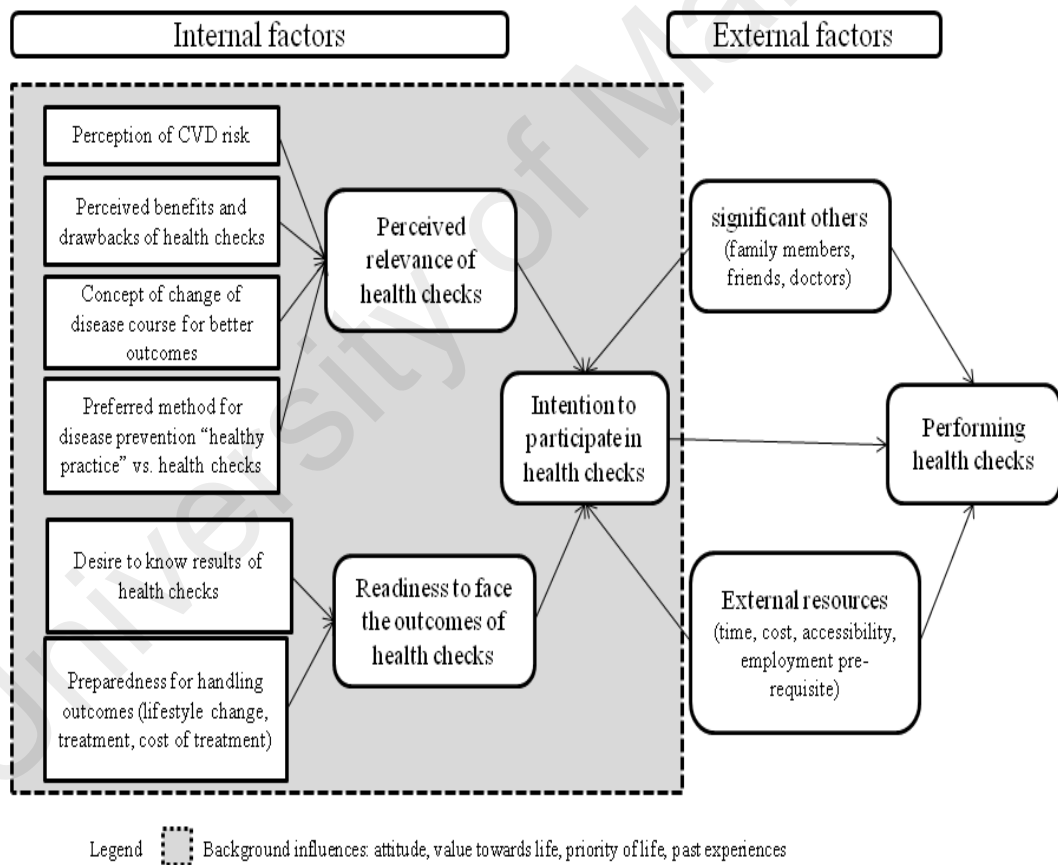 Internal factors
External factors
Perception of CVD risk
Perceived benefits and
drawbacks of health checks
Concept of change of
disease course for better
outcomes
Preferred method for
disease prevention “healthy
practice” vs. health checks
Desire to know results of
health checks
Preparedness for handling
outcomes (lifestyle change,
treatment, cost of treatment)
Perceived
relevance of
health checks
Readiness to face
the outcomes of
health checks
Intention to
participate in
health checks
significant others
(family members,
friends, doctors)
External resources
(time, cost, accessibility,
employment pre-
requisite)
Performing
health checks
Legend
Background influences: attitude, value towards life, priority of life, past experiences
University of Ma